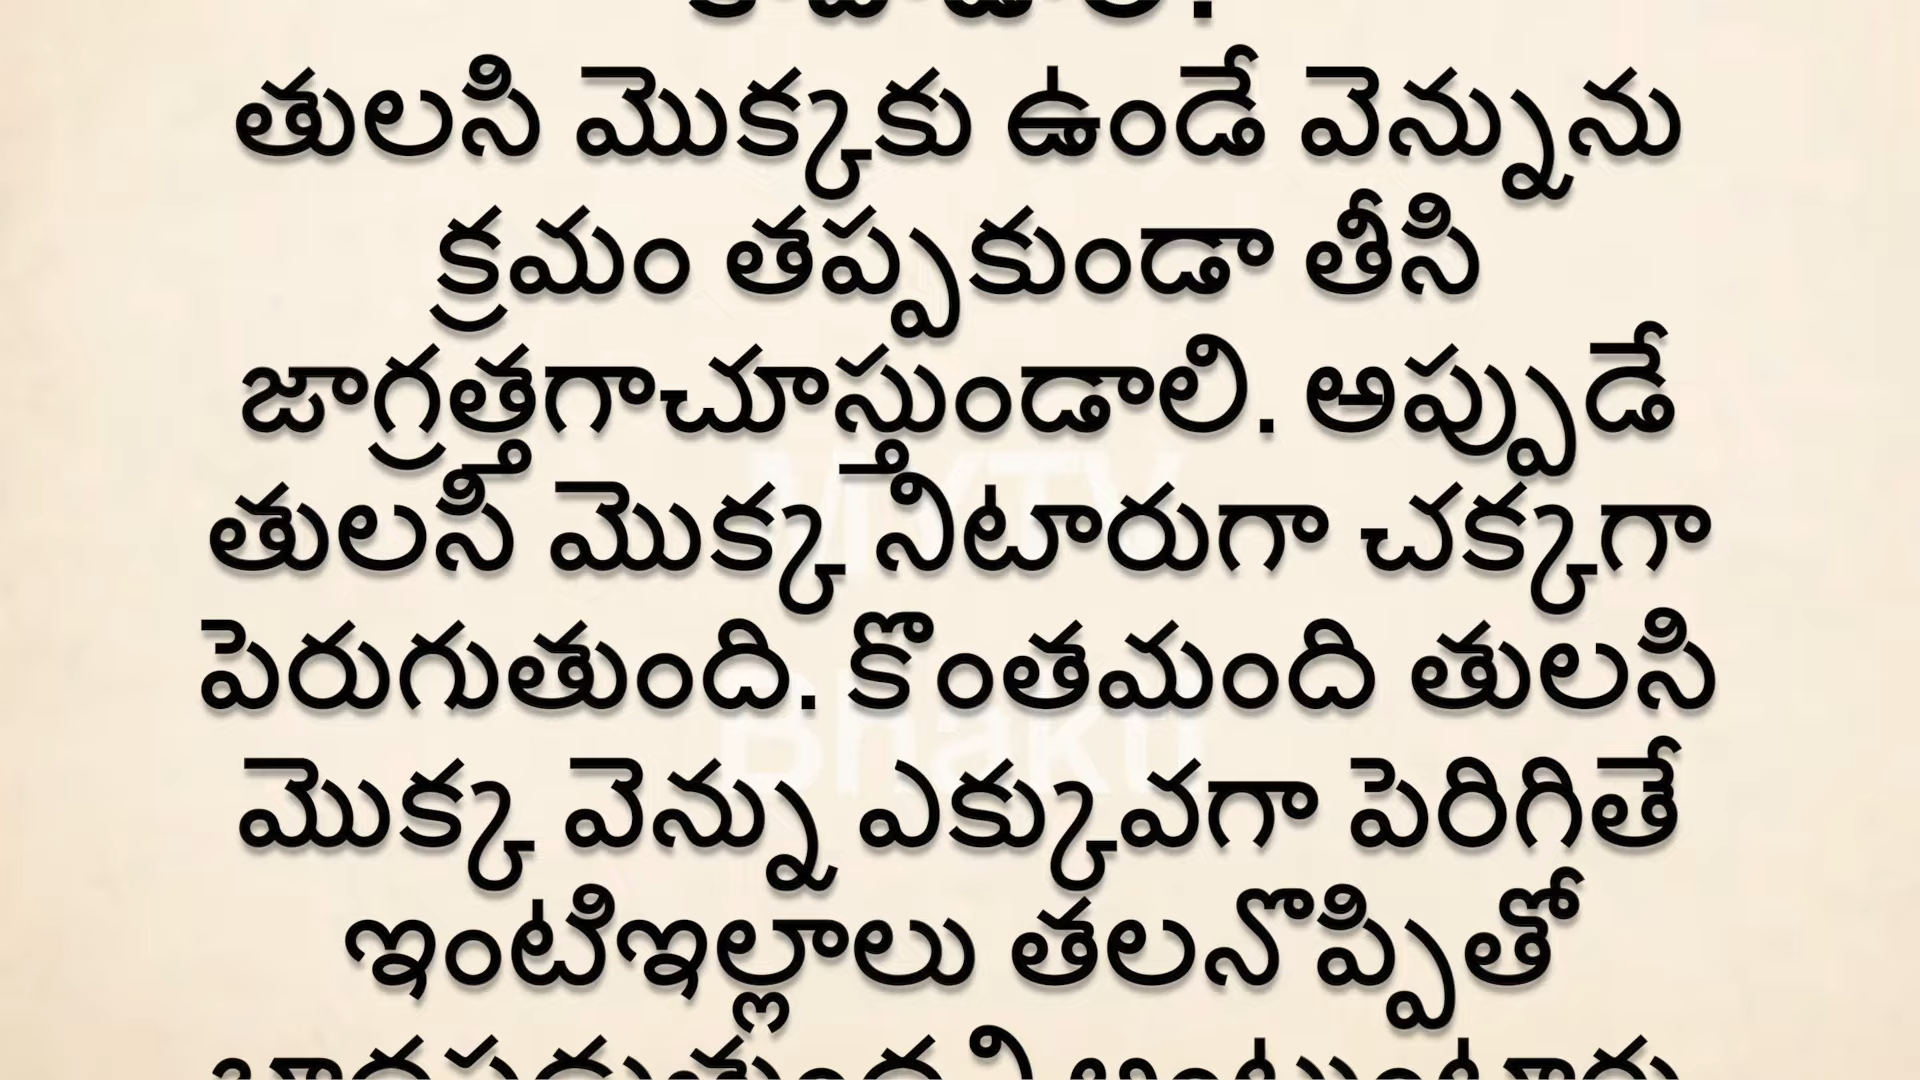 తులసి మొక్కకు ఉండే వెన్నును
క్రమం తప్పకుండా తీసి
జాగ్రత్తగాచూస్తుండాలి. అప్పుడే
తులసి మొక్క నిటారుగా చక్కగా
పెరుగుతుంది. కొంతమంది తులసి
మొక్క వెన్ను ఎక్కువగా పెరిగితే
ఇంటిఇల్లాలు తలనొప్పితో